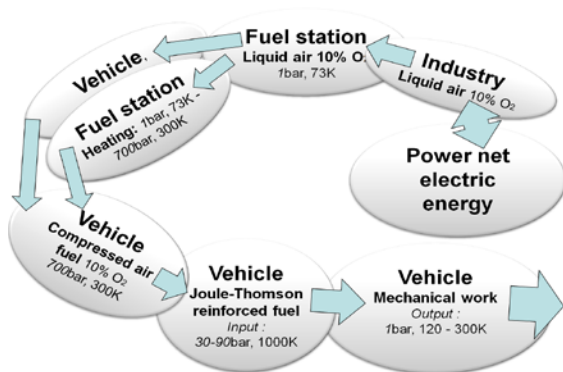 Power net
electric
energy
Industry
Liquid air 10% O₂
Fuel station
Liquid air 10% O₂
1bar, 73K
Vehicle.
Fuel station
Heating: 1bar, 73K -
700bar, 300K
Vehicle
Compressed air
fuel 10% O₂
700bar, 300K
Vehicle
Joule-Thomson
reinforced fuel
Input :
30-90bar, 1000K
Vehicle
Mechanical work
Output :
1bar, 120 - 300K